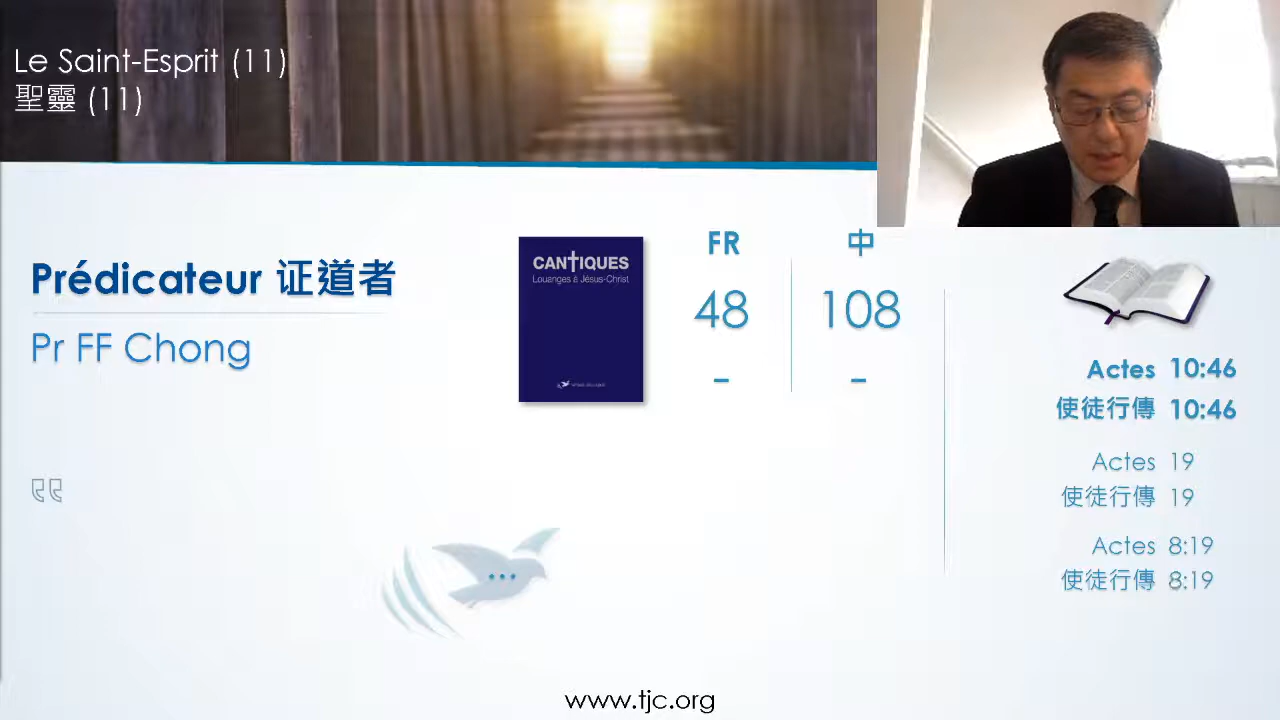 Le Saint-Esprit (11)
聖靈 (11)
Prédicateur 证道者
Pr FF Chong
CANTIQUES
Louanges à Jésus-Christ
FR
中
48
108
-
-
Actes 10:46
使徒行傳 10:46
Actes 19
使徒行傳 19
Actes 8:19
使徒行傳 8:19
www.tjc.org